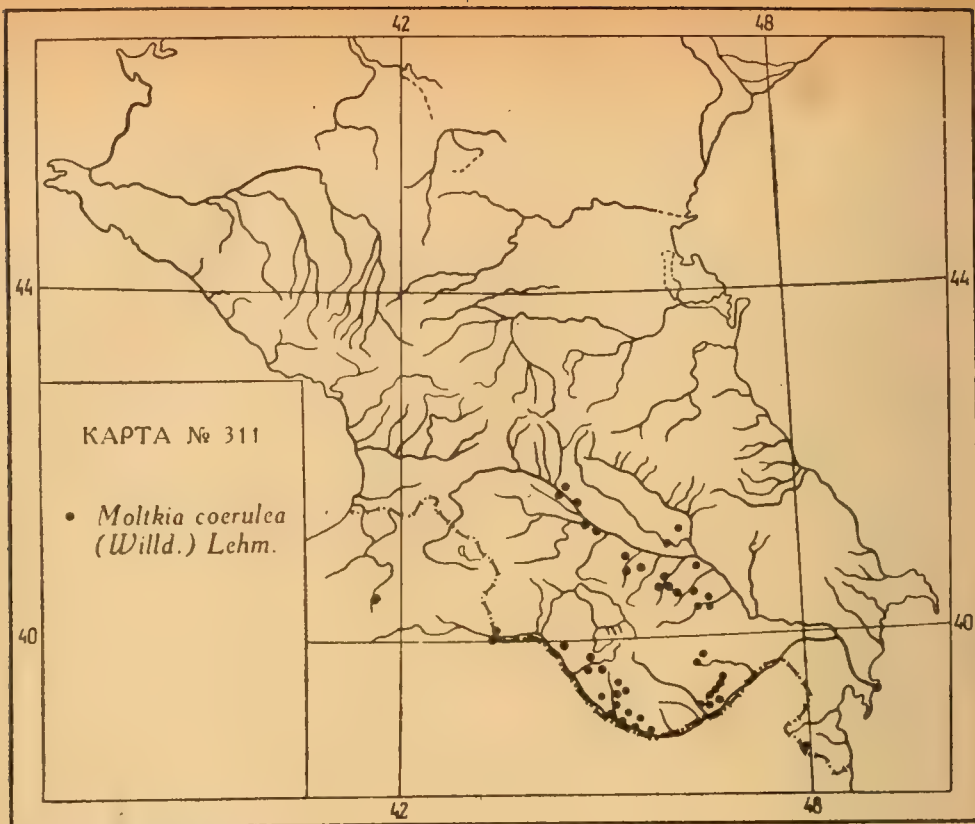 42 48
44 44
КАРТА № 311
• Moltkia coerulea
(Willd.) Lehm.
40 40
42 48